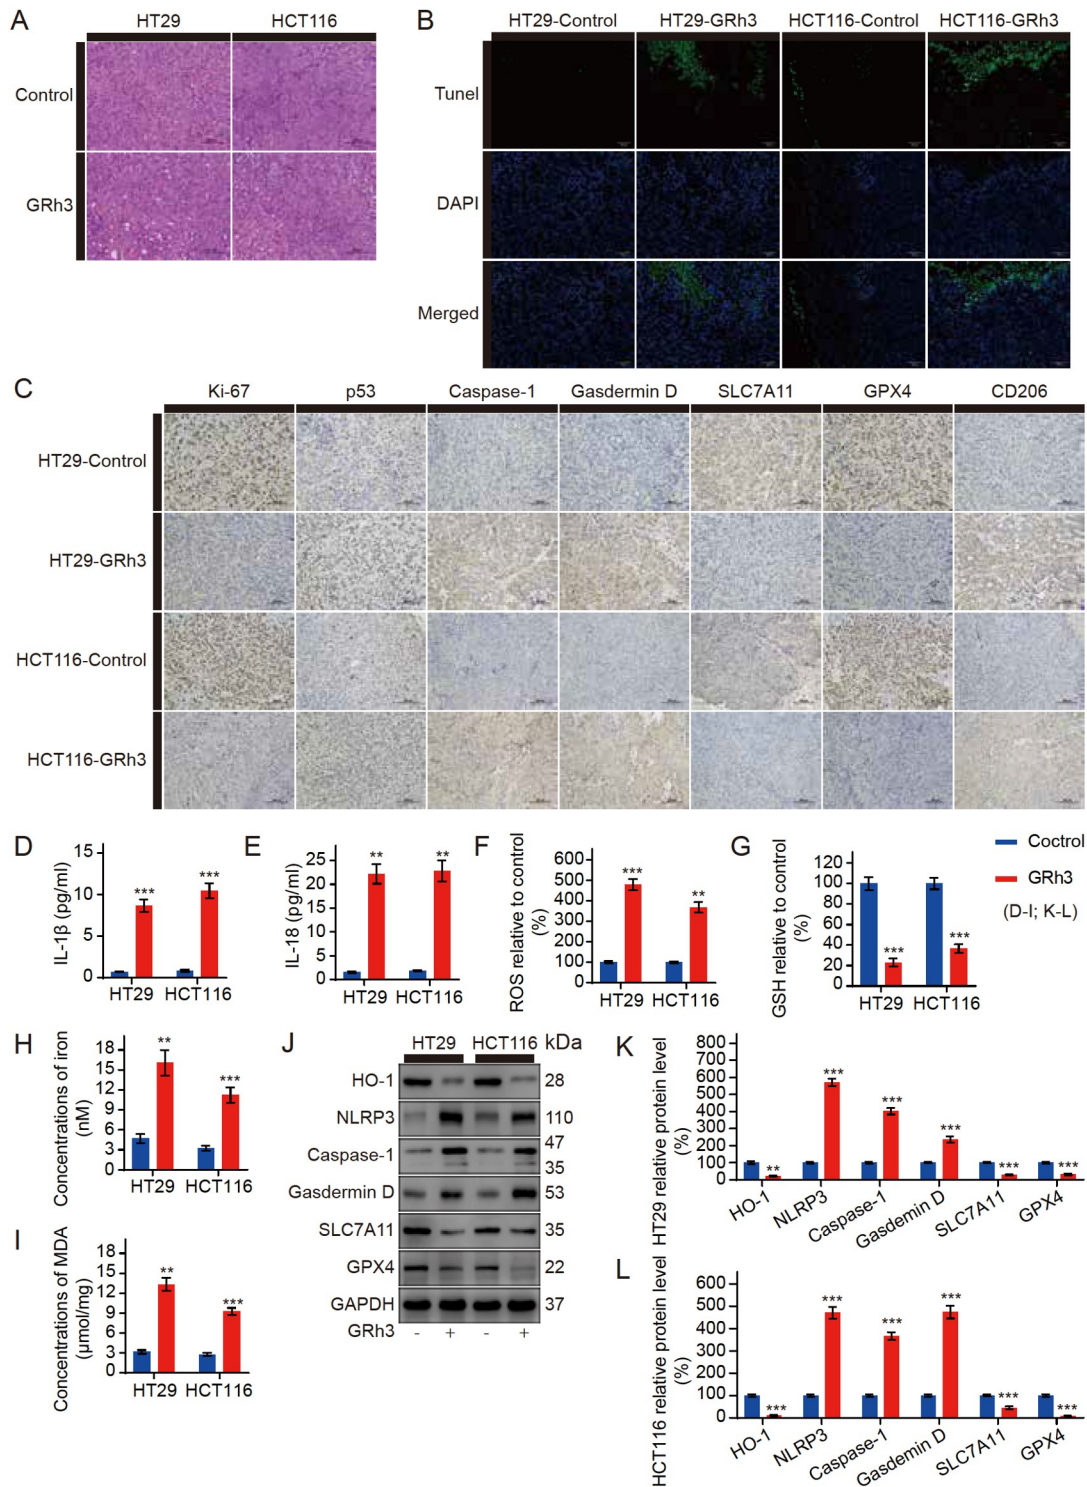 A
HT29 HCT116
Control
GRh3
B
HT29-Control HT29-GRh3 HCT116-Control HCT116-GRh3
Tunel
DAPI
Merged
C
Ki-67 p53 Caspase-1 Gasdermin D SLC7A11 GPX4 CD206
HT29-Control
HT29-GRh3
HCT116-Control
HCT116-GRh3
D
IL-1β (pg/ml)
15
10
5
0
*** ***
HT29 HCT116
E
IL-18 (pg/ml)
25
20
15
10
5
0
** **
HT29 HCT116
F
ROS relative to control
(%)
600
500
400
300
200
100
0
*** **
HT29 HCT116
G
GSH relative to control
(%)
120
100
80
60
40
20
0
*** ***
HT29 HCT116
Coctrol
GRh3
(D-I; K-L)
H
Concentrations of iron
(nM)
18
15
12
9
6
3
0
** ***
HT29 HCT116
I
Concentrations of MDA
(μmol/mg)
18
15
12
9
6
3
0
** ***
HT29 HCT116
J
HT29 HCT116 kDa
HO-1 28
NLRP3 110
Caspase-1 47
35
Gasdermin D 53
SLC7A11 35
GPX4 22
GAPDH 37
GRh3 - + - +
K
HT29 relative protein level
(%)
800
700
600
500
400
300
200
100
0
** *** *** *** *** ***
HO-1 NLRP3 Caspase-1 Gasdemin D SLC7A11 GPX4
L
HCT116 relative protein level
(%)
600
500
400
300
200
100
0
*** *** *** *** *** ***
HO-1 NLRP3 Caspase-1 Gasdemin D SLC7A11 GPX4